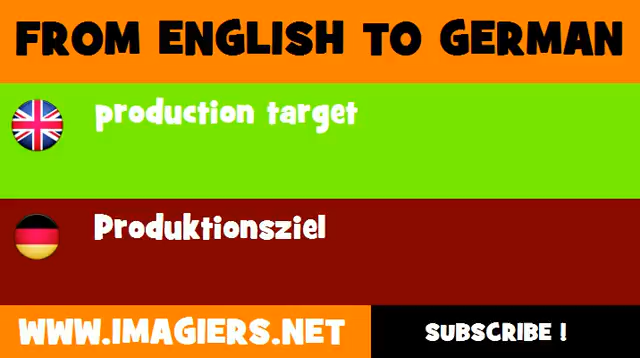 FROM ENGLISH TO GERMAN
production target
Produktionsziel
WWW.IMAGIERS.NET
SUBSCRIBE !